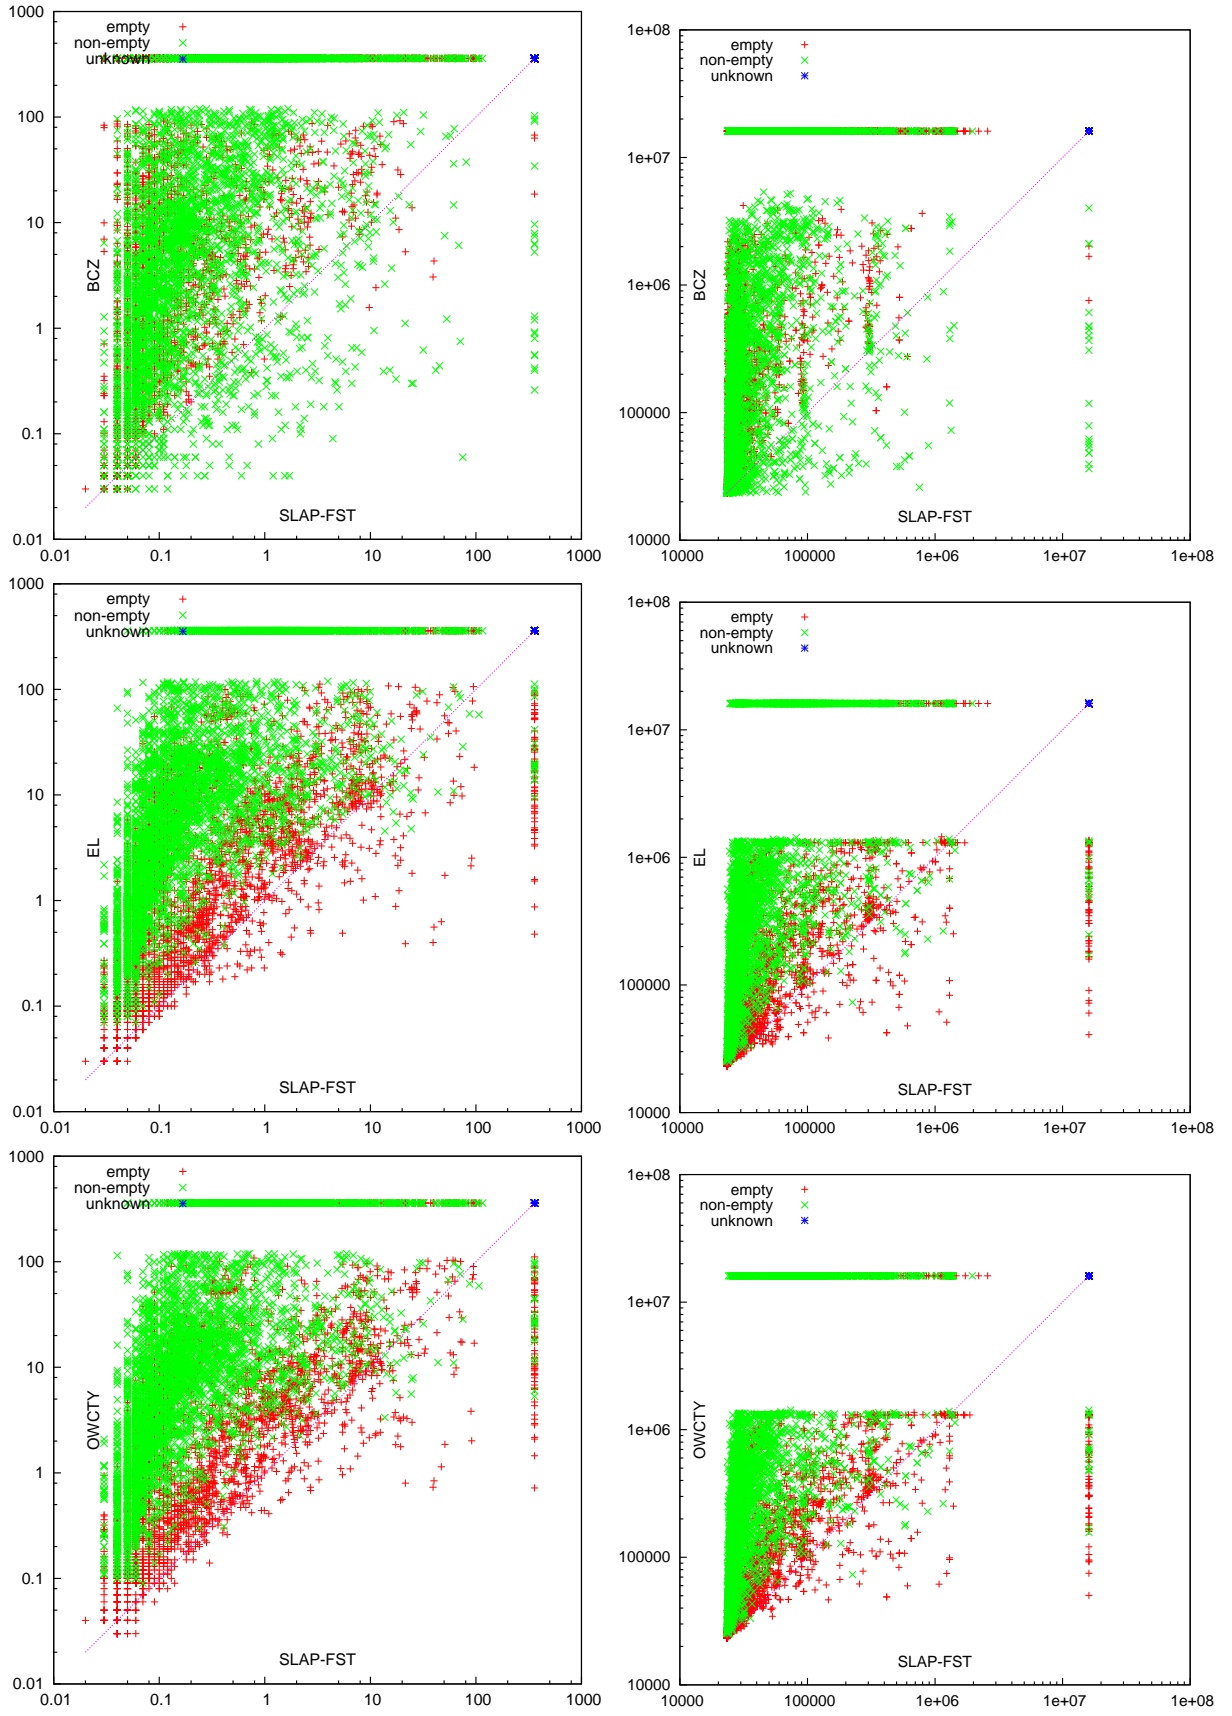 1000
100
10
1
0.1
0.01
0.01 0.1 1 10 100 1000
BCZ
SLAP-FST
empty
non-empty
unknown
1e+08
1e+07
1e+06
100000
10000
10000 100000 1e+06 1e+07 1e+08
BCZ
SLAP-FST
empty
non-empty
unknown
1000
100
10
1
0.1
0.01
0.01 0.1 1 10 100 1000
EL
SLAP-FST
empty
non-empty
unknown
1e+08
1e+07
1e+06
100000
10000
10000 100000 1e+06 1e+07 1e+08
EL
SLAP-FST
empty
non-empty
unknown
1000
100
10
1
0.1
0.01
0.01 0.1 1 10 100 1000
OWCTY
SLAP-FST
empty
non-empty
unknown
1e+08
1e+07
1e+06
100000
10000
10000 100000 1e+06 1e+07 1e+08
OWCTY
SLAP-FST
empty
non-empty
unknown